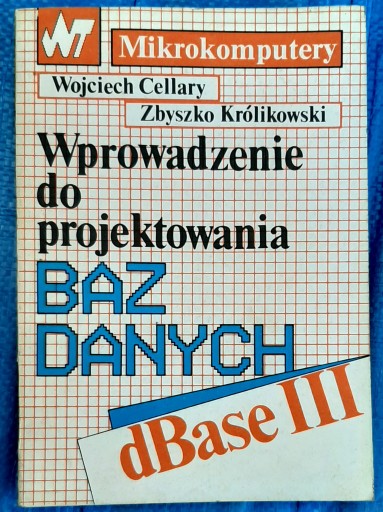 WT
Mikrokomputery
Wojciech Cellary
Zbyszko Królikowski
Wprowadzenie
do
projektowania
BAZ
DANYCH
dBase III